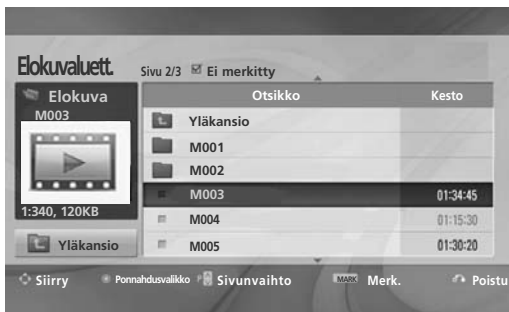 Elokuvaluett. Sivu 2/3 Ei merkitty
Elokuva
M003
1:340, 120KB
Yläkansio
Otsikko Kesto
Yläkansio
M001
M002
M003 01:34:45
M004 01:15:30
M005 01:30:20
Siirry Ponnahdusvalikko P Sivunvaihto MARK Merk. Poistu